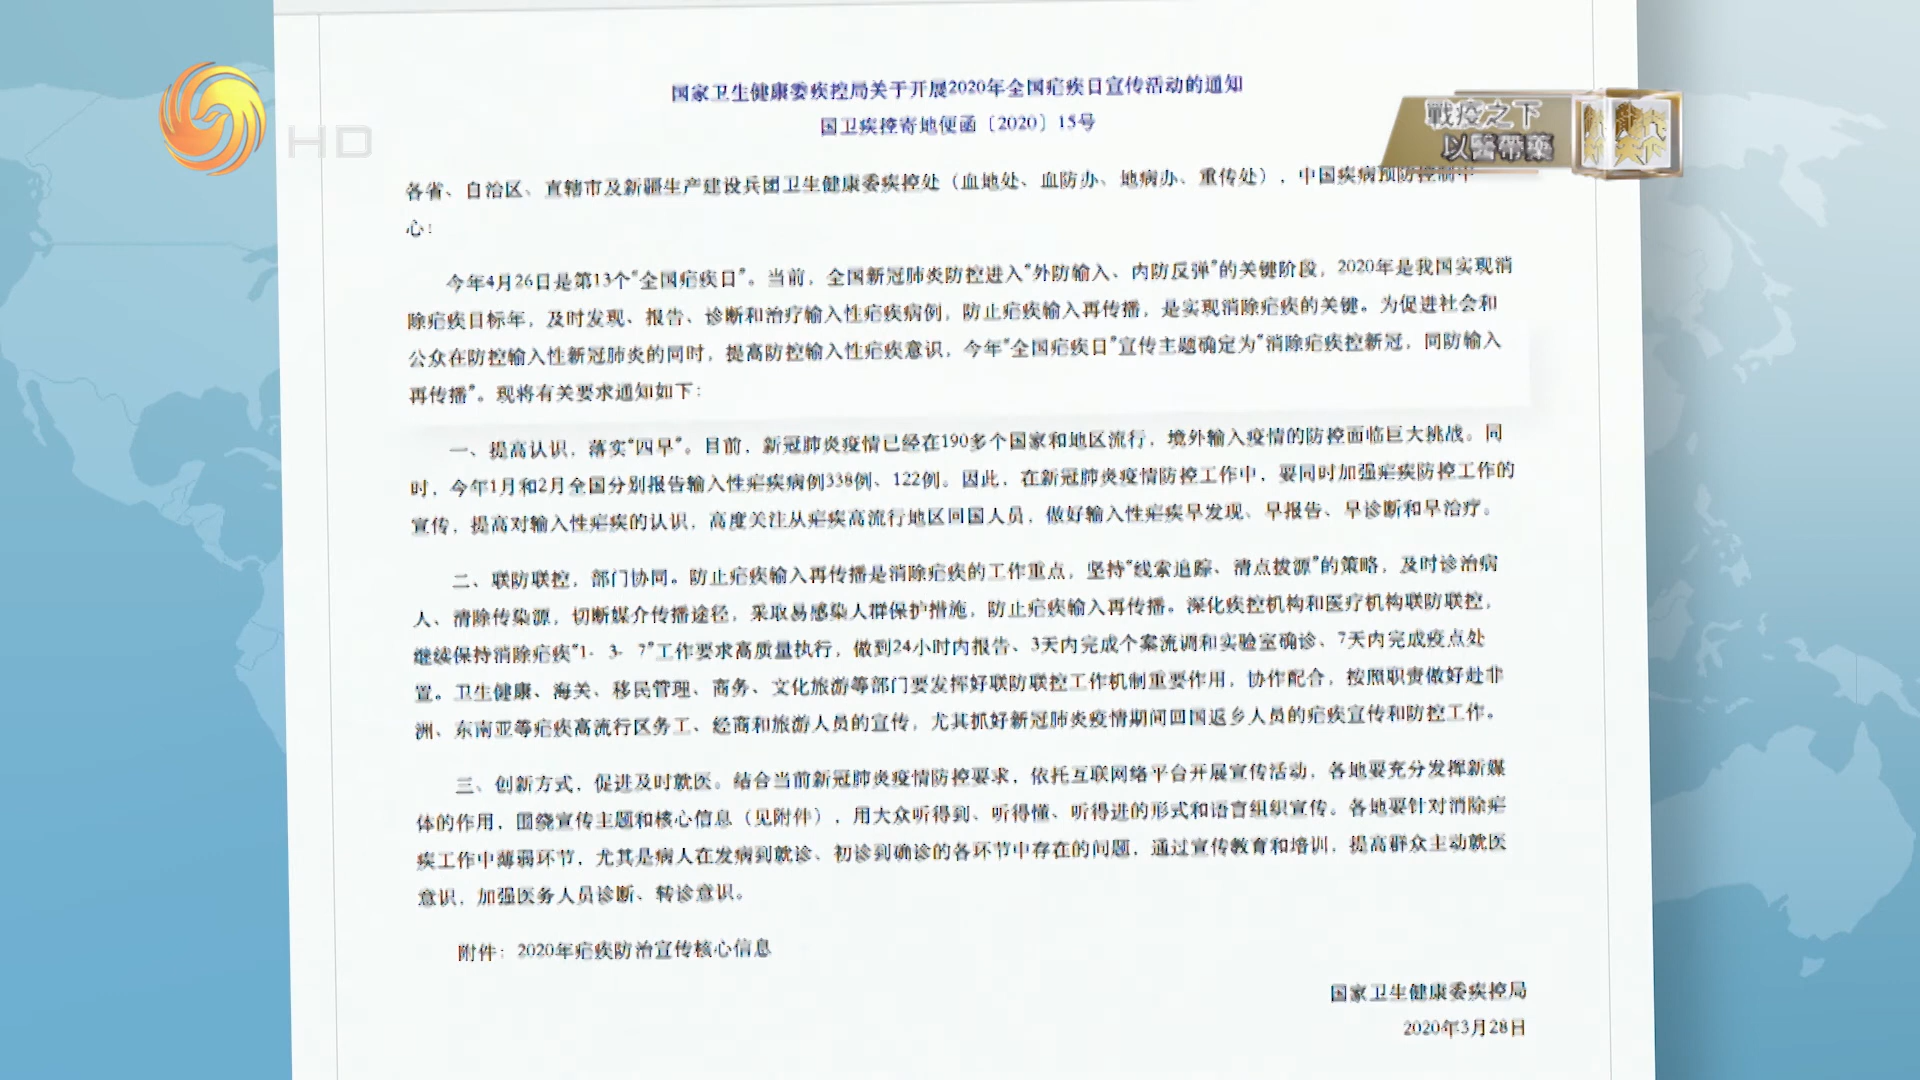 国家卫生健康委疾控局关于开展2020年全国疟疾日宣传活动的通知
国卫疾控寄地便函〔2020〕15号
HD
戰疫之下
以醫帶藥
各省、自治区、直辖市及新疆生产建设兵团卫生健康委疾控处（血地处、血防办、地病办、重传处），中国疾病预防控制中
心：
今年4月26日是第13个“全国疟疾日”。当前，全国新冠肺炎防控进入“外防输入、内防反弹”的关键阶段，2020年是我国实现消
除疟疾目标年，及时发现、报告、诊断和治疗输入性疟疾病例，防止疟疾输入再传播，是实现消除疟疾的关键。为促进社会和
公众在防控输入性新冠肺炎的同时，提高防控输入性疟疾意识，今年“全国疟疾日”宣传主题确定为“消除疟疾控新冠，同防输入
再传播”。现将有关要求通知如下：
一、提高认识，落实“四早”。目前，新冠肺炎疫情已经在190多个国家和地区流行，境外输入疫情的防控面临巨大挑战。同
时，今年1月和2月全国分别报告输入性疟疾病例338例、122例。因此，在新冠肺炎疫情防控工作中，要同时加强疟疾防控工作的
宣传，提高对输入性疟疾的认识，高度关注从疟疾高流行地区回国人员，做好输入性疟疾早发现、早报告、早诊断和早治疗。
二、联防联控，部门协同。防止疟疾输入再传播是消除疟疾的工作重点，坚持“线索追踪、清点拔源”的策略，及时诊治病
人、清除传染源，切断媒介传播途径，采取易感染人群保护措施，防止疟疾输入再传播。深化疾控机构和医疗机构联防联控，
继续保持消除疟疾“1- 3- 7”工作要求高质量执行，做到24小时内报告、3天内完成个案流调和实验室确诊、7天内完成疫点处
置。卫生健康、海关、移民管理、商务、文化旅游等部门要发挥好联防联控工作机制重要作用，协作配合，按照职责做好赴非
洲、东南亚等疟疾高流行区务工、经商和旅游人员的宣传，尤其抓好新冠肺炎疫情期间回国返乡人员的疟疾宣传和防控工作。
三、创新方式，促进及时就医。结合当前新冠肺炎疫情防控要求，依托互联网络平台开展宣传活动，各地要充分发挥新媒
体的作用，围绕宣传主题和核心信息（见附件），用大众听得到、听得懂、听得进的形式和语言组织宣传。各地要针对消除疟
疾工作中薄弱环节，尤其是病人在发病到就诊、初诊到确诊的各环节中存在的问题，通过宣传教育和培训，提高群众主动就医
意识，加强医务人员诊断、转诊意识。
附件：2020年疟疾防治宣传核心信息
国家卫生健康委疾控局
2020年3月28日